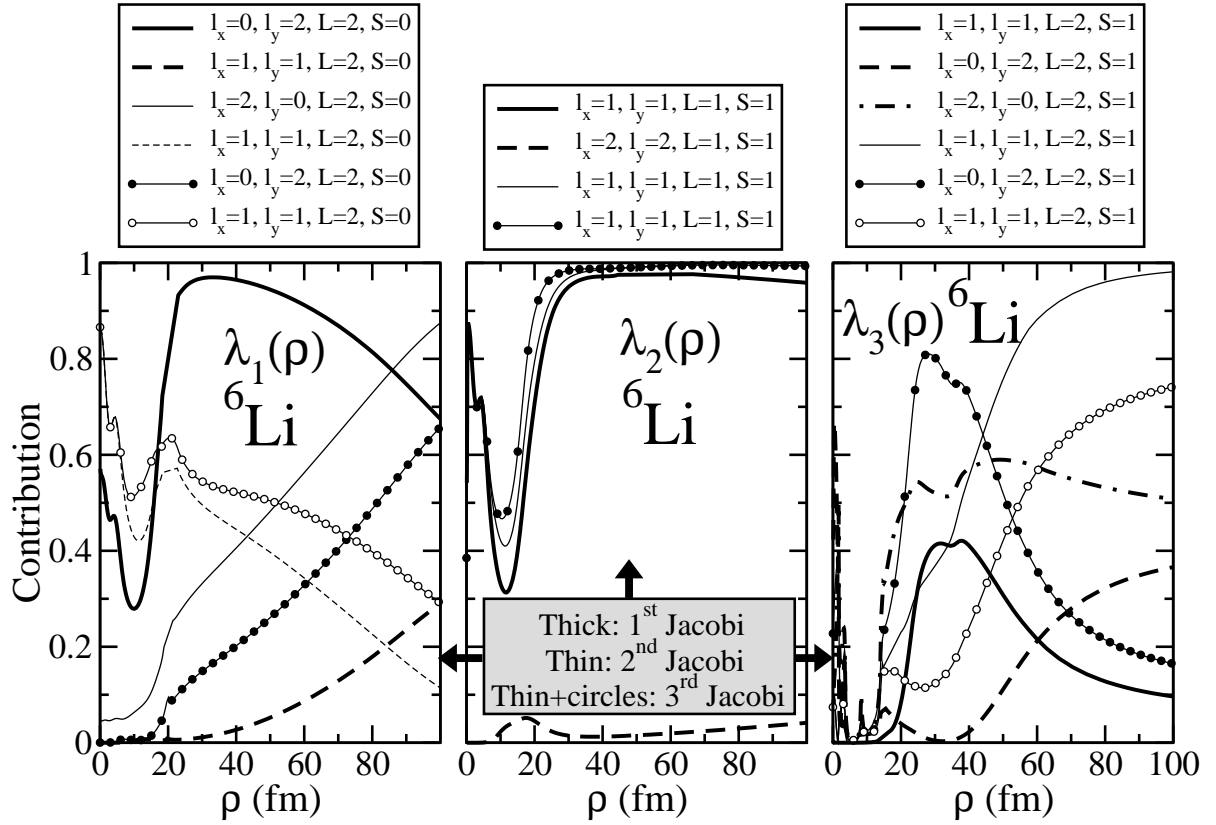 l_x=0, l_y=2, L=2, S=0
l_x=1, l_y=1, L=2, S=0
l_x=2, l_y=0, L=2, S=0
l_x=1, l_y=1, L=2, S=0
l_x=0, l_y=2, L=2, S=0
l_x=1, l_y=1, L=2, S=0
l_x=1, l_y=1, L=1, S=1
l_x=2, l_y=2, L=1, S=1
l_x=1, l_y=1, L=1, S=1
l_x=1, l_y=1, L=1, S=1
l_x=1, l_y=1, L=2, S=1
l_x=0, l_y=2, L=2, S=1
l_x=2, l_y=0, L=2, S=1
l_x=1, l_y=1, L=2, S=1
l_x=0, l_y=2, L=2, S=1
l_x=1, l_y=1, L=2, S=1
Contribution
1
0.8
0.6
0.4
0.2
0
λ_1(ρ)
^6Li
0 20 40 60 80
ρ (fm)
λ_2(ρ)
^6Li
Thick: 1^st Jacobi
Thin: 2^nd Jacobi
Thin+circles: 3^rd Jacobi
0 20 40 60 80
ρ (fm)
λ_3(ρ) ^6Li
0 20 40 60 80 100
ρ (fm)